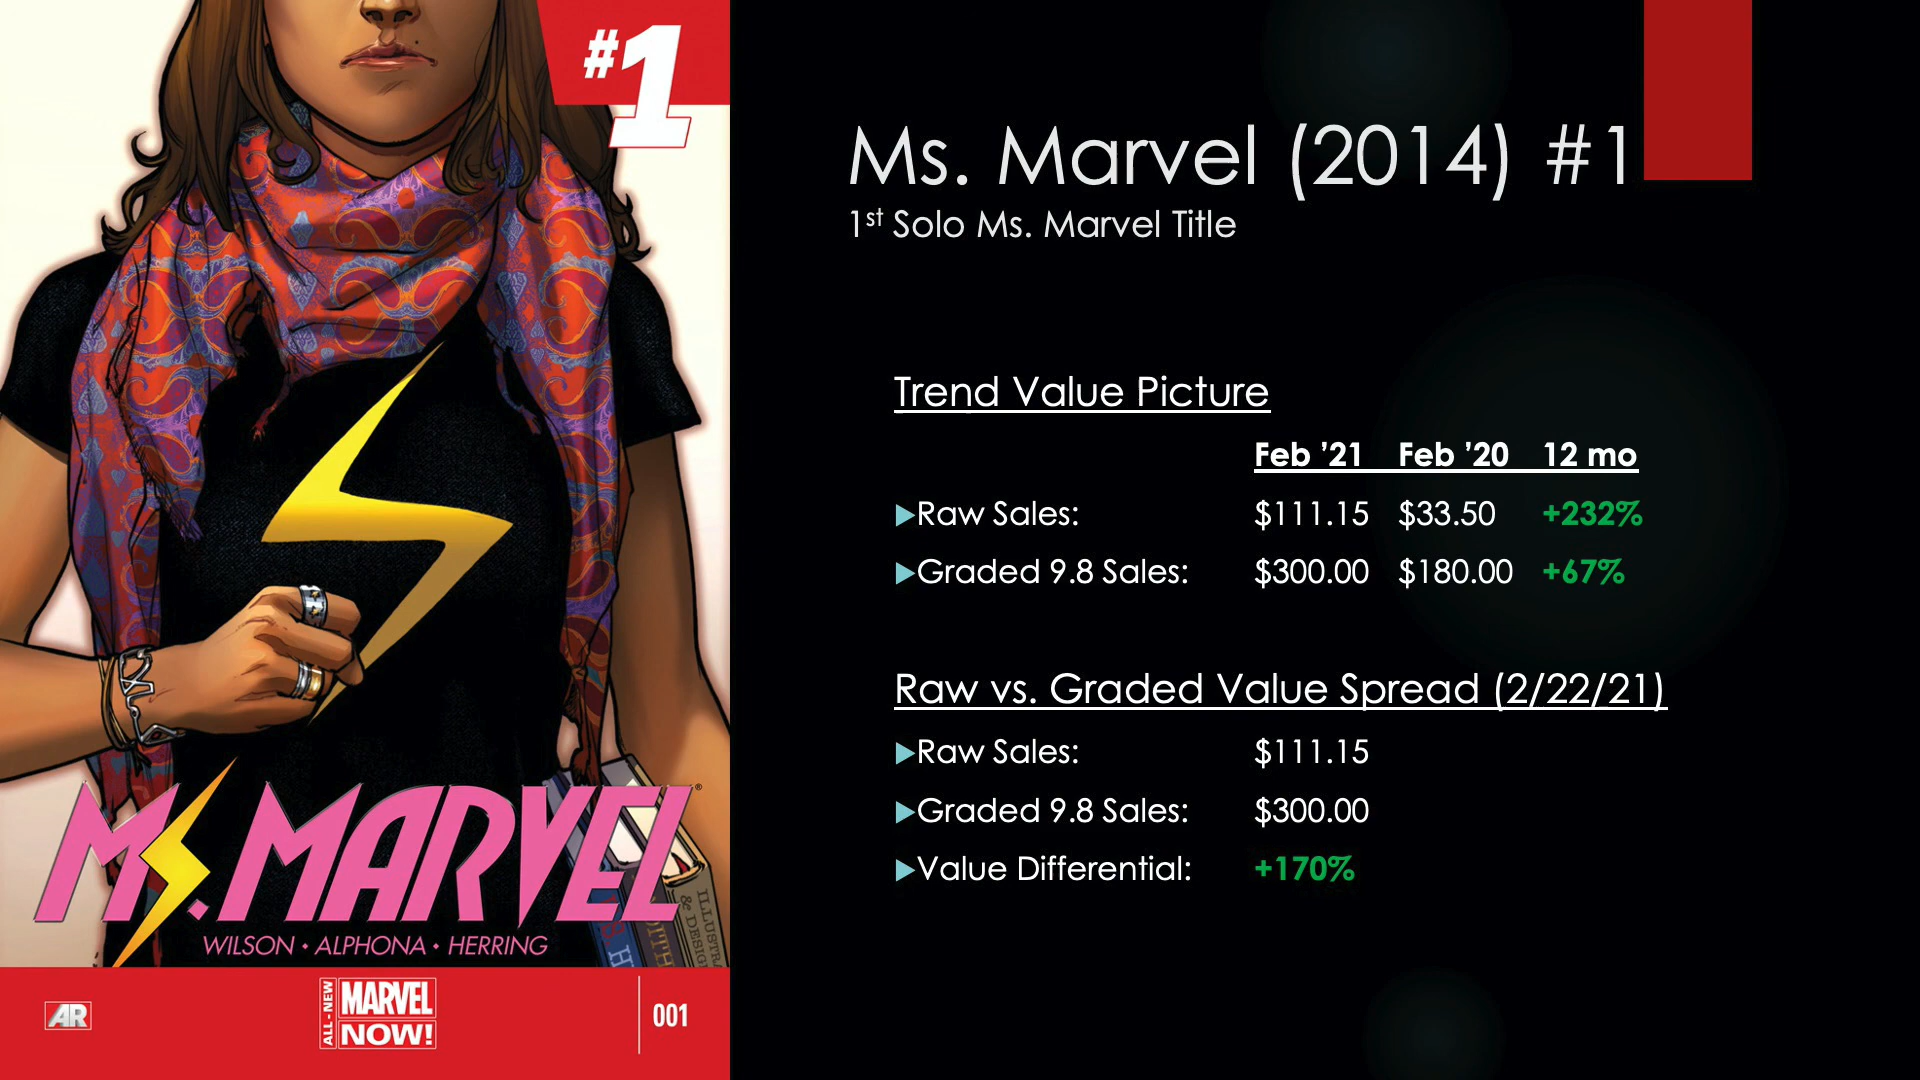 #1
Ms. Marvel (2014) #1
1st Solo Ms. Marvel Title
Trend Value Picture
Feb ’21 Feb ’20 12 mo
▶Raw Sales: $111.15 $33.50 +232%
▶Graded 9.8 Sales: $300.00 $180.00 +67%
Raw vs. Graded Value Spread (2/22/21)
▶Raw Sales: $111.15
▶Graded 9.8 Sales: $300.00
▶Value Differential: +170%
MS. MARVEL®
WILSON • ALPHONA • HERRING
& DESIGN
AR
ALL-NEW
MARVEL
NOW!
001